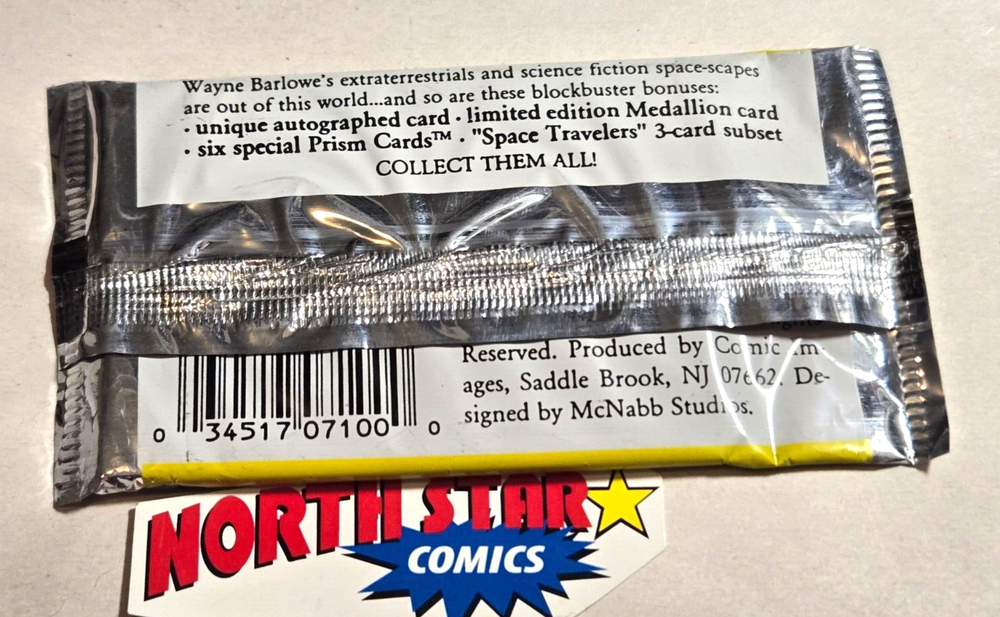 Wayne Barlowe's extraterrestrials and science fiction space-scapes
are out of this world...and so are these blockbuster bonuses:
· unique autographed card · limited edition Medallion card
· six special Prism Cards™ · "Space Travelers" 3-card subset
COLLECT THEM ALL!
Reserved. Produced by Comic Im-
ages, Saddle Brook, NJ 07662. De-
signed by McNabb Studios.
0 34517 07100 0
NORTH STAR
COMICS